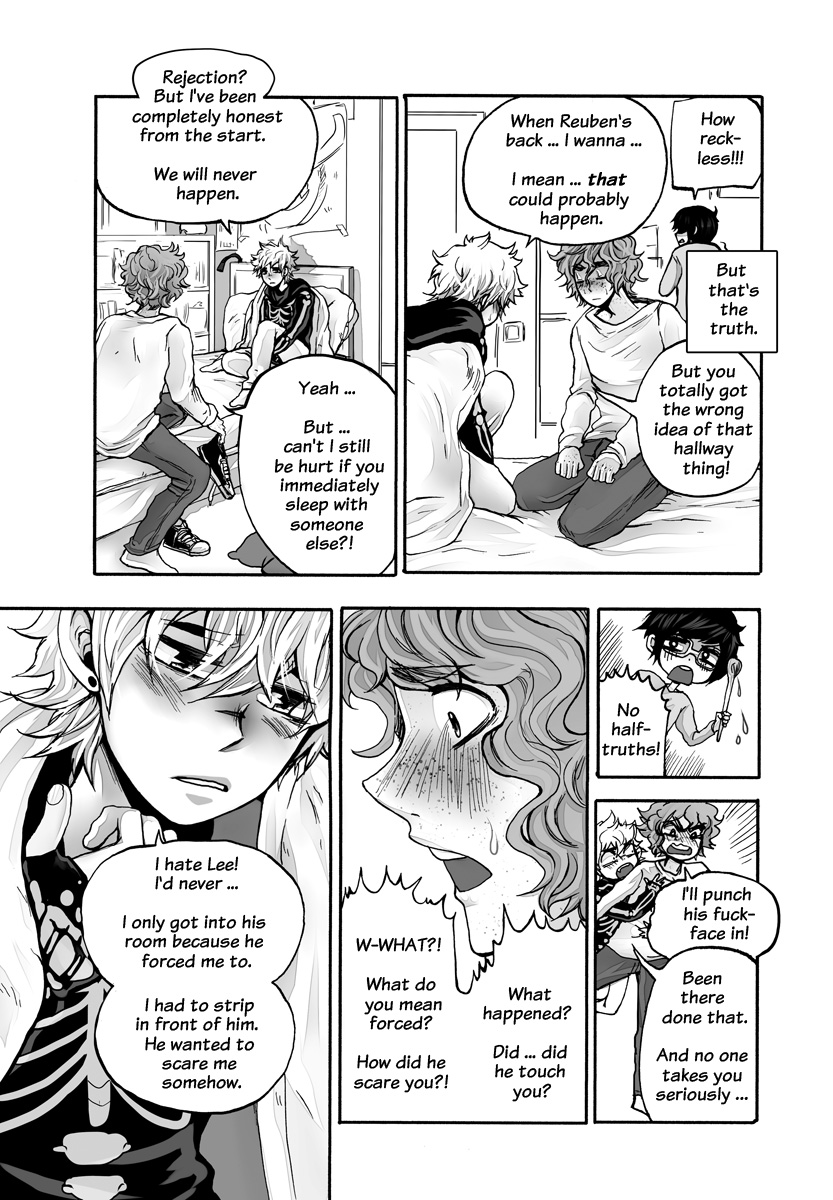 Rejection?
But I've been
completely honest
from the start.
We will never
happen.
Yeah ...
But ...
can't I still
be hurt if you
immediately
sleep with
someone
else?!
When Reuben's
back ... I wanna ...
I mean ... that
could probably
happen.
How
reck-
less!!!
But
that's
the
truth.
But you
totally got
the wrong
idea of that
hallway
thing!
I hate Lee!
I'd never ...
I only got into his
room because he
forced me to.
I had to strip
in front of him.
He wanted to
scare me
somehow.
W-WHAT?!
What do
you mean
forced?
How did he
scare you?!
What
happened?
Did ... did
he touch
you?
No
half-
truths!
I'll punch
his fuck-
face in!
Been
there
done that.
And no one
takes you
seriously ...